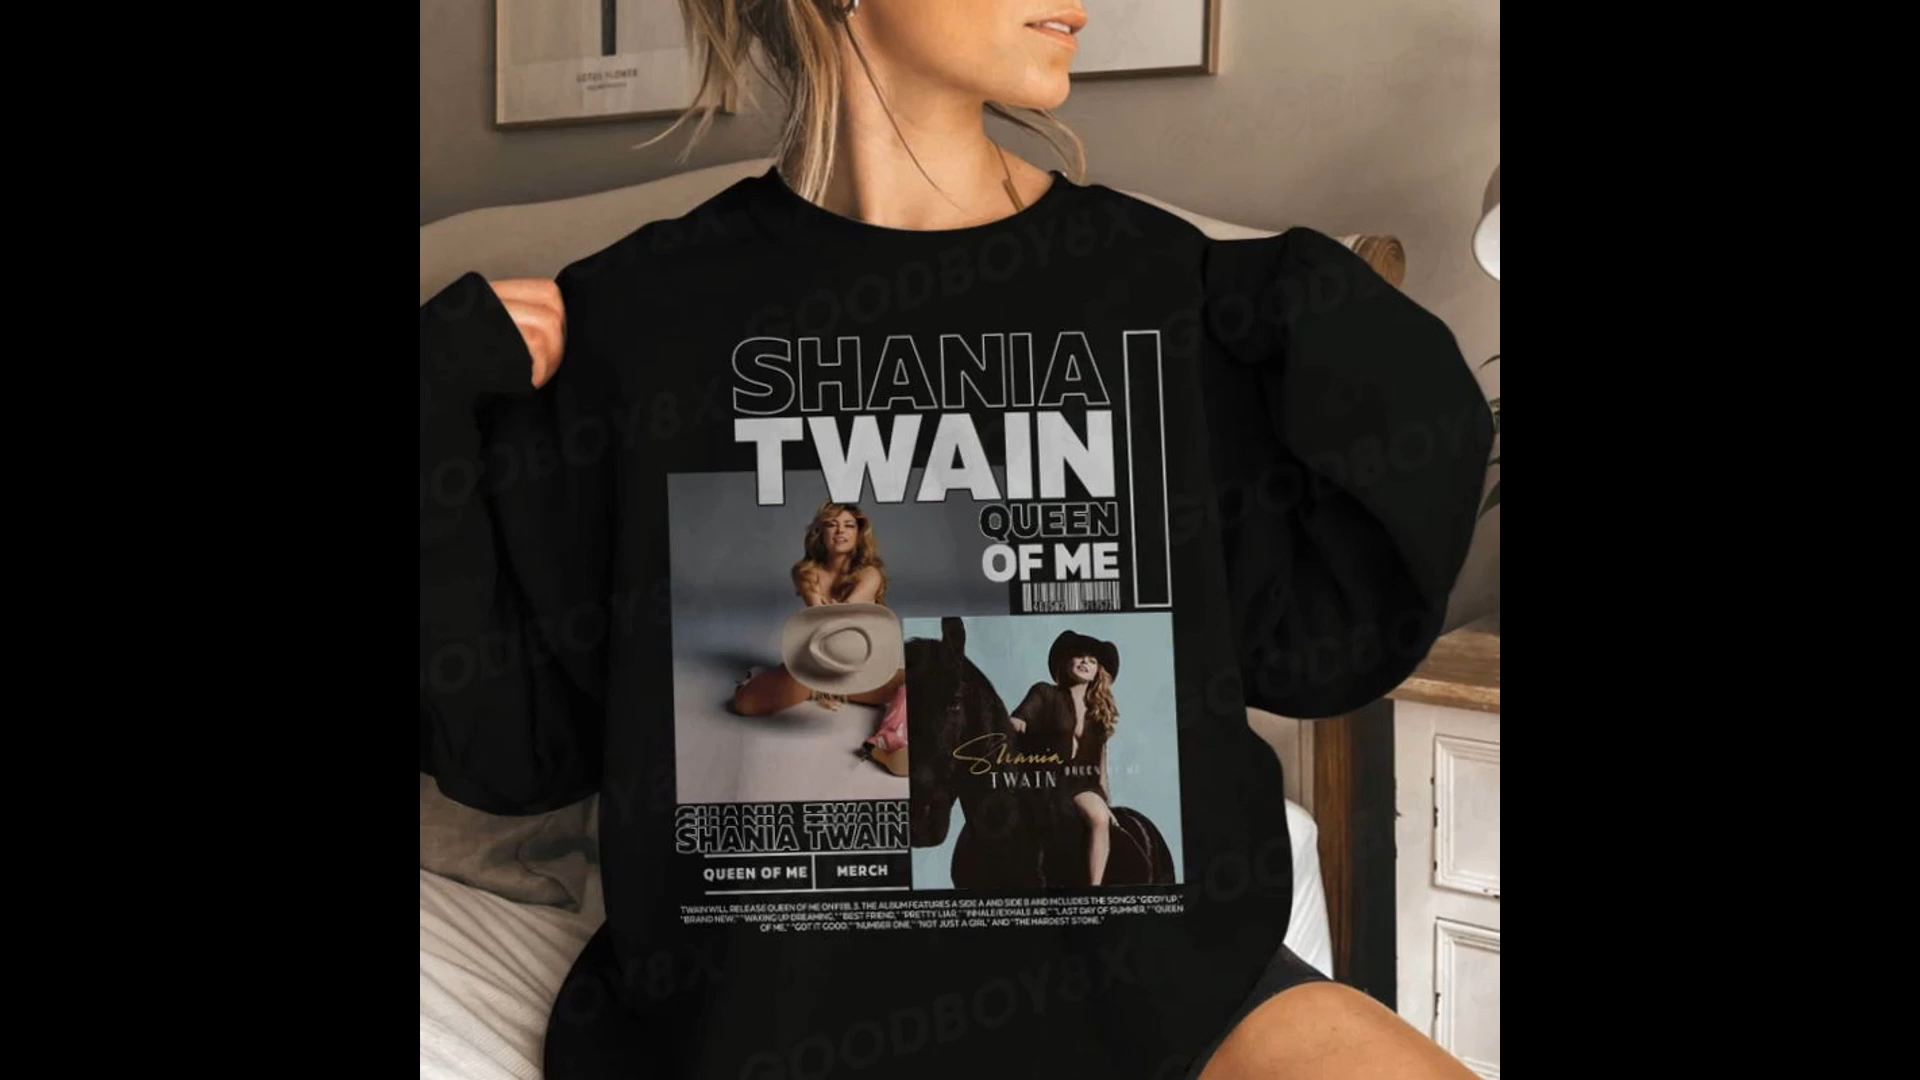 LOTUS FLOWER
SHANIA
TWAIN
QUEEN
OF ME
Shania
TWAIN QUEEN OF ME
SHANIA TWAIN
SHANIA TWAIN
QUEEN OF ME
MERCH
TWAIN WILL RELEASE QUEEN OF ME ON FEB. 3. THE ALBUM FEATURES A SIDE A AND SIDE B AND INCLUDES THE SONGS "GIDDY UP,"
"BRAND NEW," "WAKING UP DREAMING," "BEST FRIEND," "PRETTY LIAR," "INHALE/EXHALE AIR," "LAST DAY OF SUMMER," "QUEEN
OF ME," "GOT IT GOOD," "NUMBER ONE," "NOT JUST A GIRL" AND "THE HARDEST STONE."
GOODBOY8X